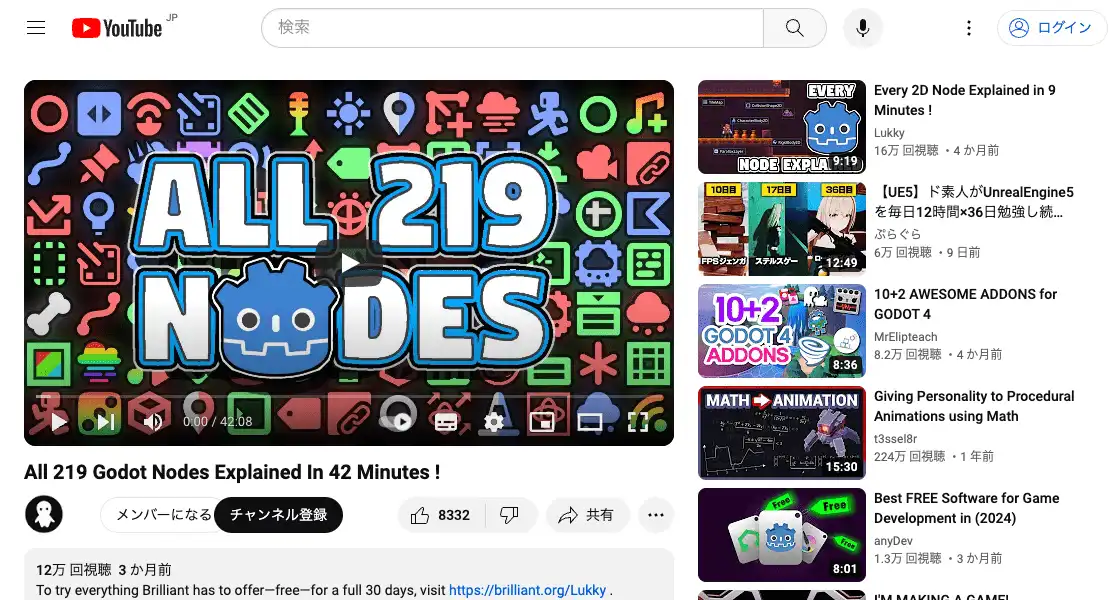 YouTube JP
検索
ログイン
ALL 219
NODES
0:00 / 42:08
All 219 Godot Nodes Explained In 42 Minutes !
メンバーになる
チャンネル登録
8332
共有
12万 回視聴 3 か月前
To try everything Brilliant has to offer—free—for a full 30 days, visit https://brilliant.org/Lukky .
EVERY
NODE EXPLA
9:19
Every 2D Node Explained in 9
Minutes !
Lukky
16万 回視聴 ・4 か月前
10日目 17日目 36日目
FPSジェンガ ステルスゲー
12:49
【UE5】ド素人がUnrealEngine5
を毎日12時間×36日勉強し続...
ぷらぐら
6万 回視聴 ・9 日前
10+2
GODOT 4
ADDONS
8:36
10+2 AWESOME ADDONS for
GODOT 4
MrElipteach
8.2万 回視聴 ・4 か月前
MATH ANIMATION
15:30
Giving Personality to Procedural
Animations using Math
t3ssel8r
224万 回視聴 ・1 年前
Free
Free
Free
8:01
Best FREE Software for Game
Development in (2024)
anyDev
1.3万 回視聴 ・3 か月前
I'M MAKING A GAME!